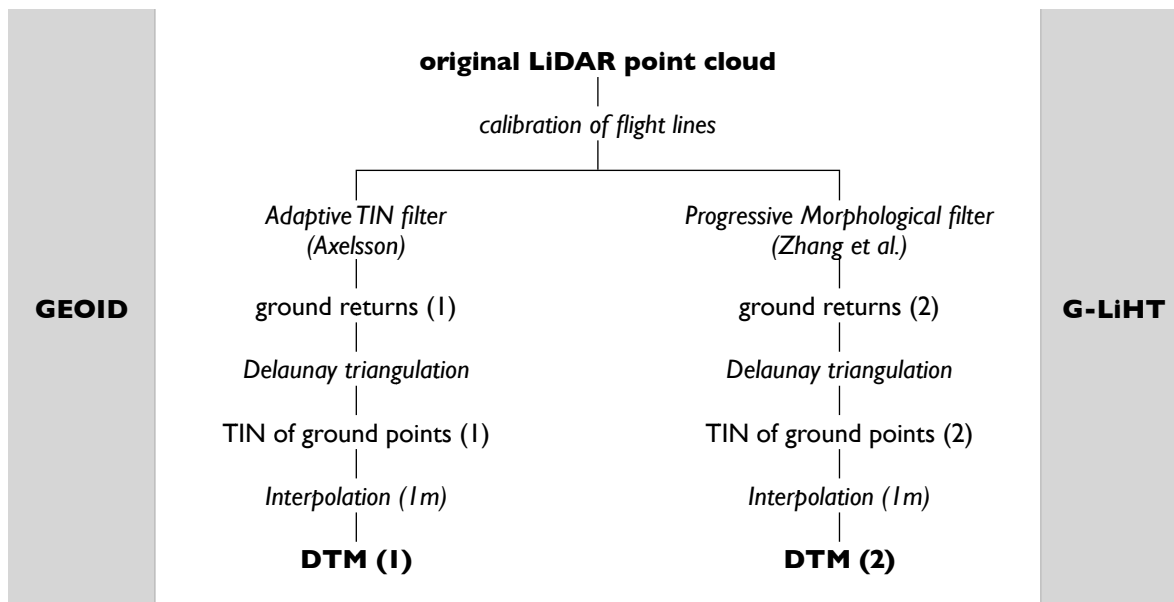 original LiDAR point cloud
calibration of flight lines
Adaptive TIN filter
(Axelsson)
Progressive Morphological filter
(Zhang et al.)
GEOID
ground returns (1)
ground returns (2)
G-LiHT
Delaunay triangulation
Delaunay triangulation
TIN of ground points (1)
TIN of ground points (2)
Interpolation (1m)
Interpolation (1m)
DTM (1)
DTM (2)